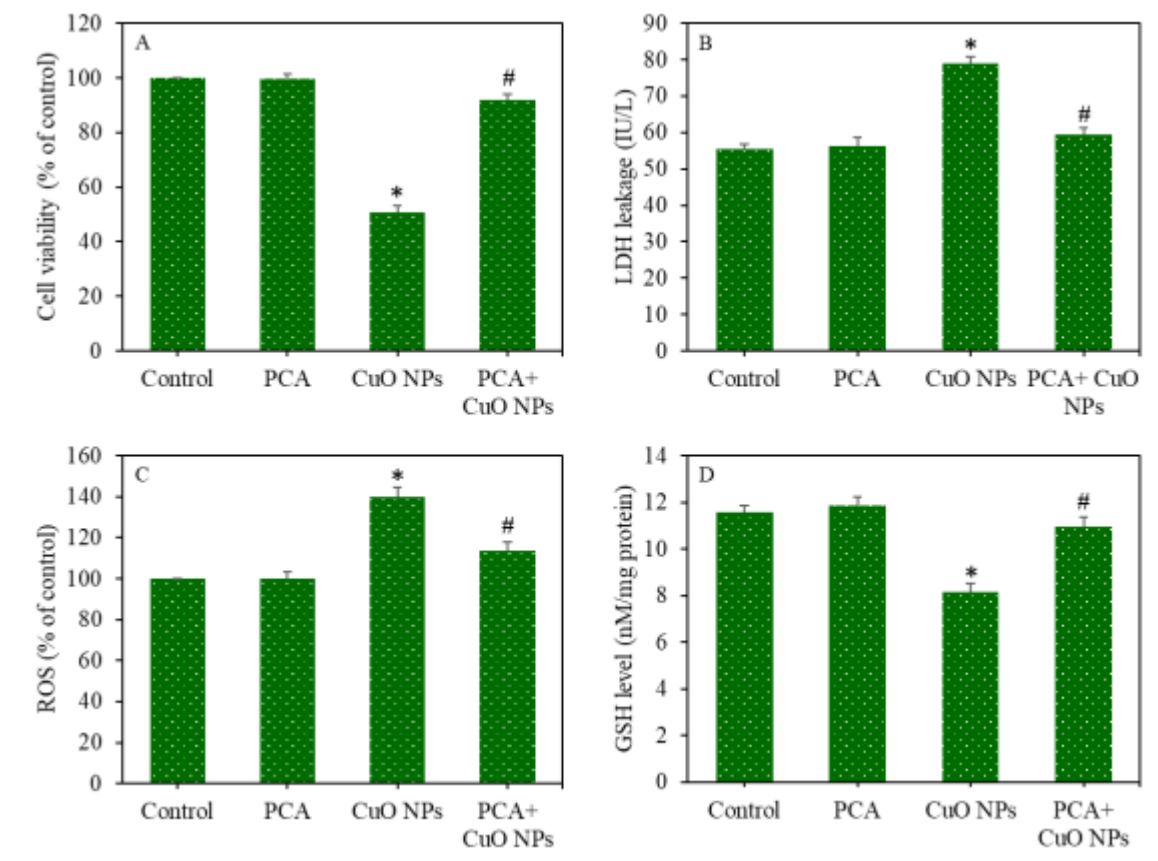 A
Cell viability (% of control)
120
100
80
60
40
20
0
#
*
Control PCA CuO NPs PCA+
CuO NPs
B
LDH leakage (IU/L)
90
80
70
60
50
40
30
20
10
0
*
#
Control PCA CuO NPs PCA+ CuO
NPs
C
ROS (% of control)
160
140
120
100
80
60
40
20
0
*
#
Control PCA CuO NPs PCA+
CuO NPs
D
GSH level (nM/mg protein)
14
12
10
8
6
4
2
0
#
*
Control PCA CuO NPs PCA+
CuO NPs